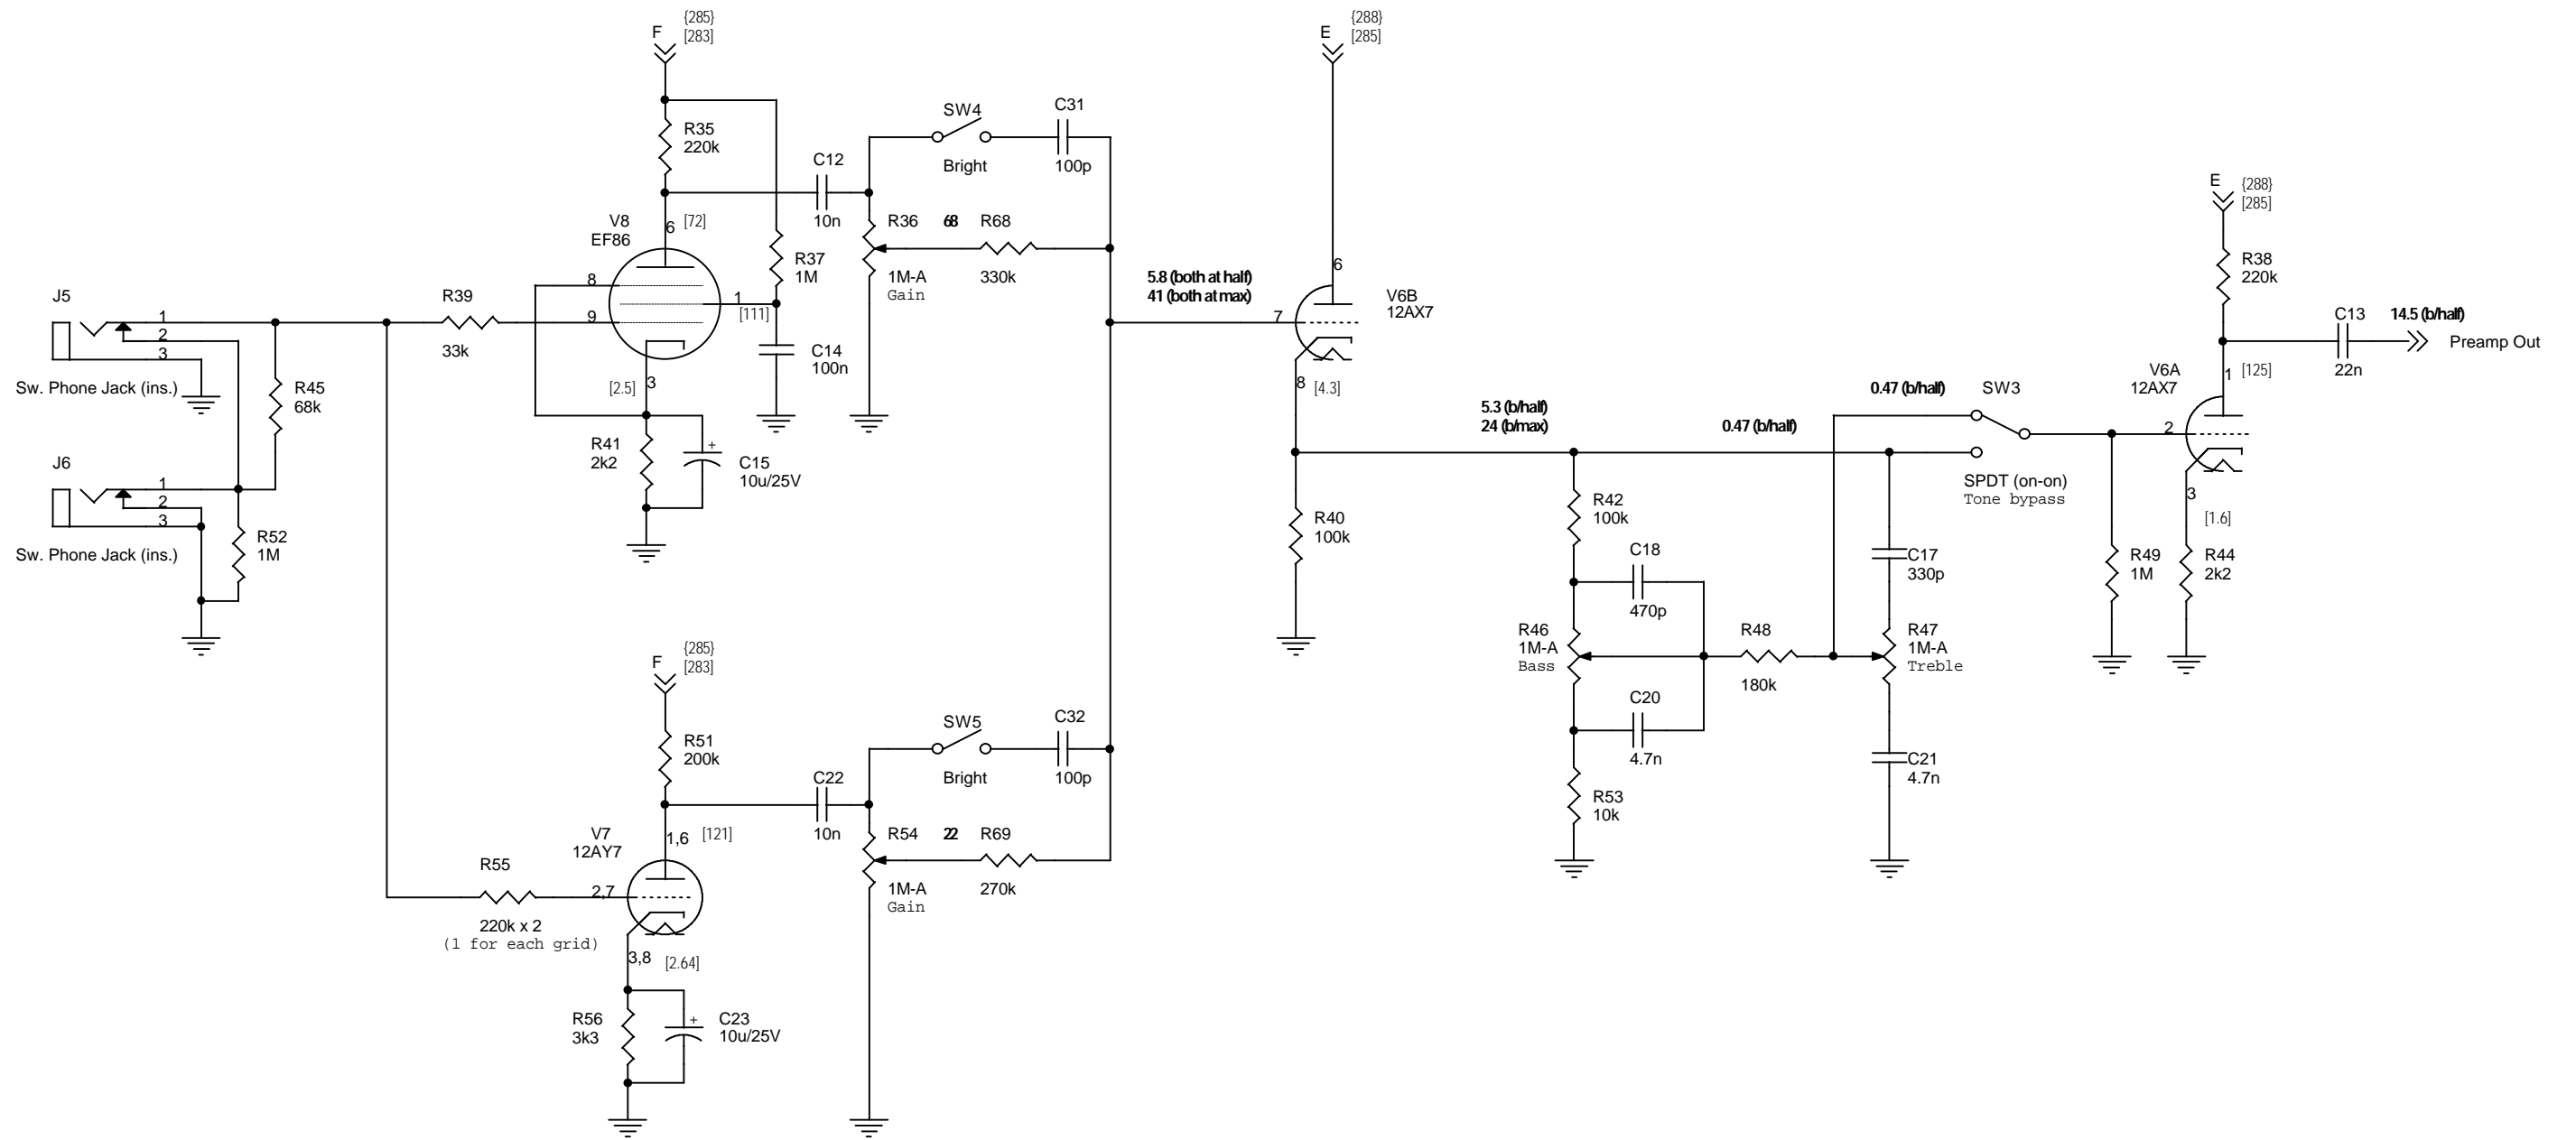 F
{285}
[283]
R35
220k
C12
10n
SW4
Bright
C31
100p
V8
EF86
6
[72]
R37
1M
R36
68
R68
1M-A
Gain
330k
J5
1
2
3
Sw. Phone Jack (ins.)
R39
33k
8
9
1
[111]
C14
100n
[2.5]
3
R45
68k
R41
2k2
+
C15
10u/25V
J6
1
2
3
Sw. Phone Jack (ins.)
R52
1M
E
{288}
[285]
5.8 (both at half)
41 (both at max)
6
7
V6B
12AX7
8
[4.3]
R40
100k
5.3 (b/half)
24 (b/max)
0.47 (b/half)
0.47 (b/half)
SW3
SPDT (on-on)
Tone bypass
R42
100k
C18
470p
C17
330p
R46
1M-A
Bass
R48
180k
R47
1M-A
Treble
C20
4.7n
C21
4.7n
R53
10k
E
{288}
[285]
R38
220k
C13
22n
14.5 (b/half)
Preamp Out
V6A
12AX7
1
[125]
2
3
[1.6]
R49
1M
R44
2k2
F
{285}
[283]
R51
200k
C22
10n
SW5
Bright
C32
100p
V7
12AY7
1,6
[121]
R54
22
R69
1M-A
Gain
270k
R55
2,7
220k x 2
(1 for each grid)
3,8
[2.64]
R56
3k3
+
C23
10u/25V